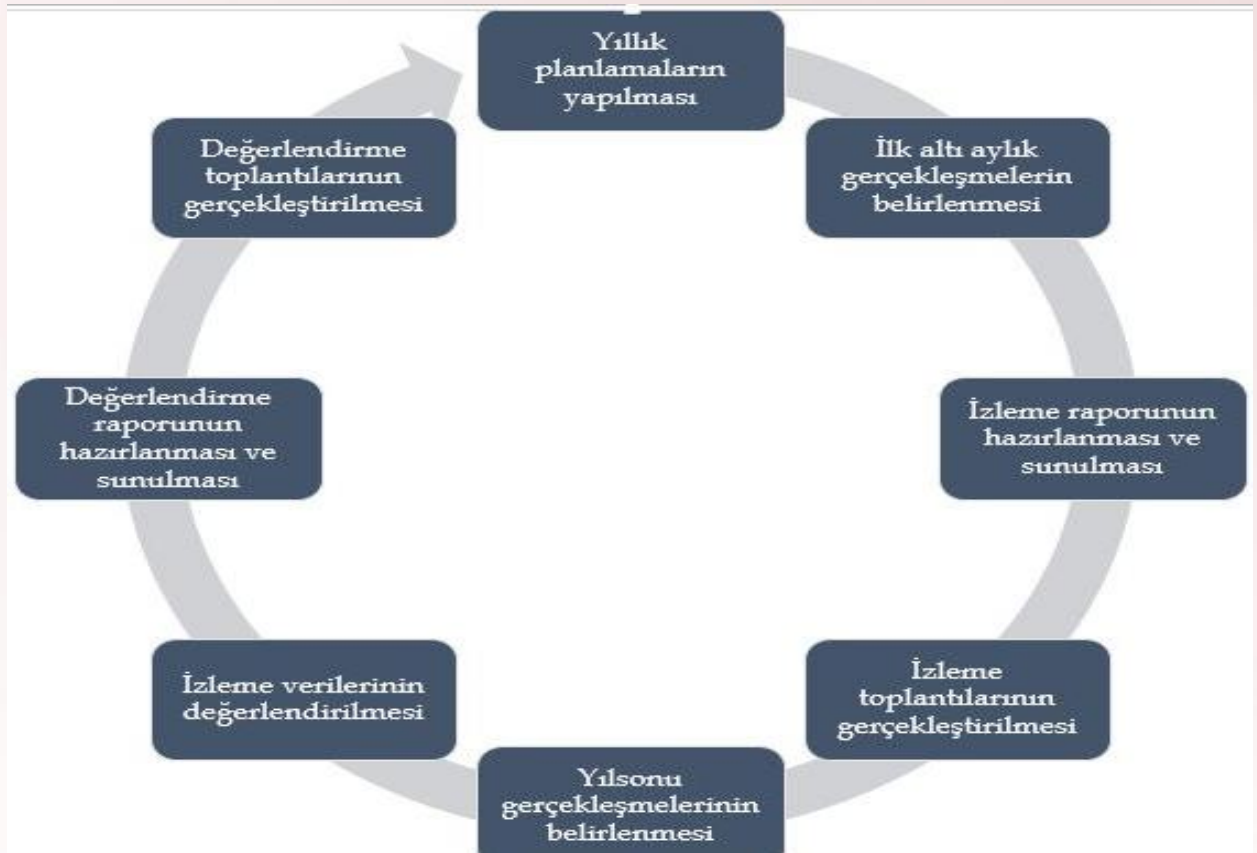 Yıllık
planlamaların
yapılması
İlk altı aylık
gerçekleşmelerin
belirlenmesi
İzleme raporunun
hazırlanması ve
sunulması
İzleme
toplantılarının
gerçekleştirilmesi
Yılsonu
gerçekleşmelerinin
belirlenmesi
İzleme verilerinin
değerlendirilmesi
Değerlendirme
raporunun
hazırlanması ve
sunulması
Değerlendirme
toplantılarının
gerçekleştirilmesi